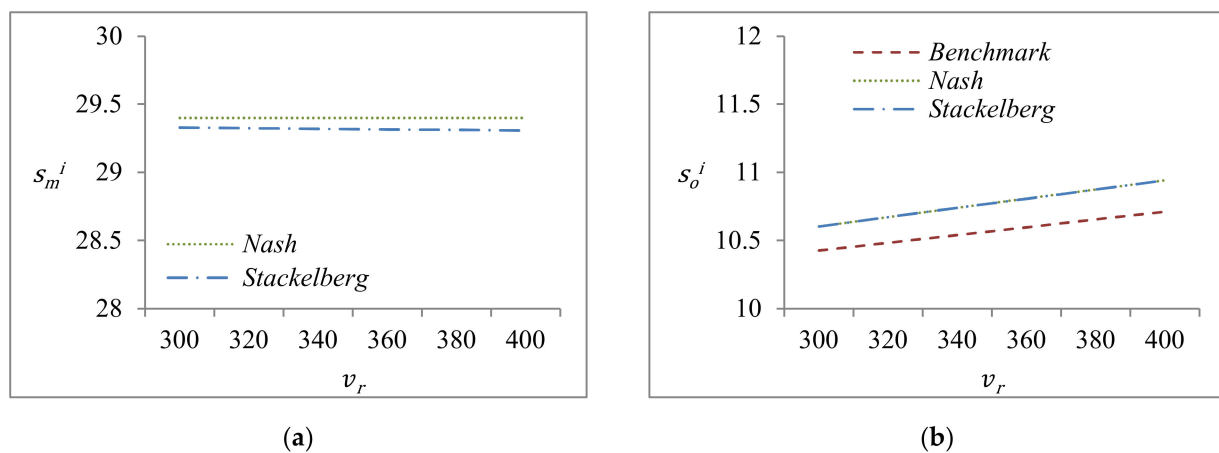 30
29.5
29
28.5
28
s_m^i
Nash
Stackelberg
300 320 340 360 380 400
v_r
(a)
12
11.5
11
10.5
10
s_o^i
Benchmark
Nash
Stackelberg
300 320 340 360 380 400
v_r
(b)